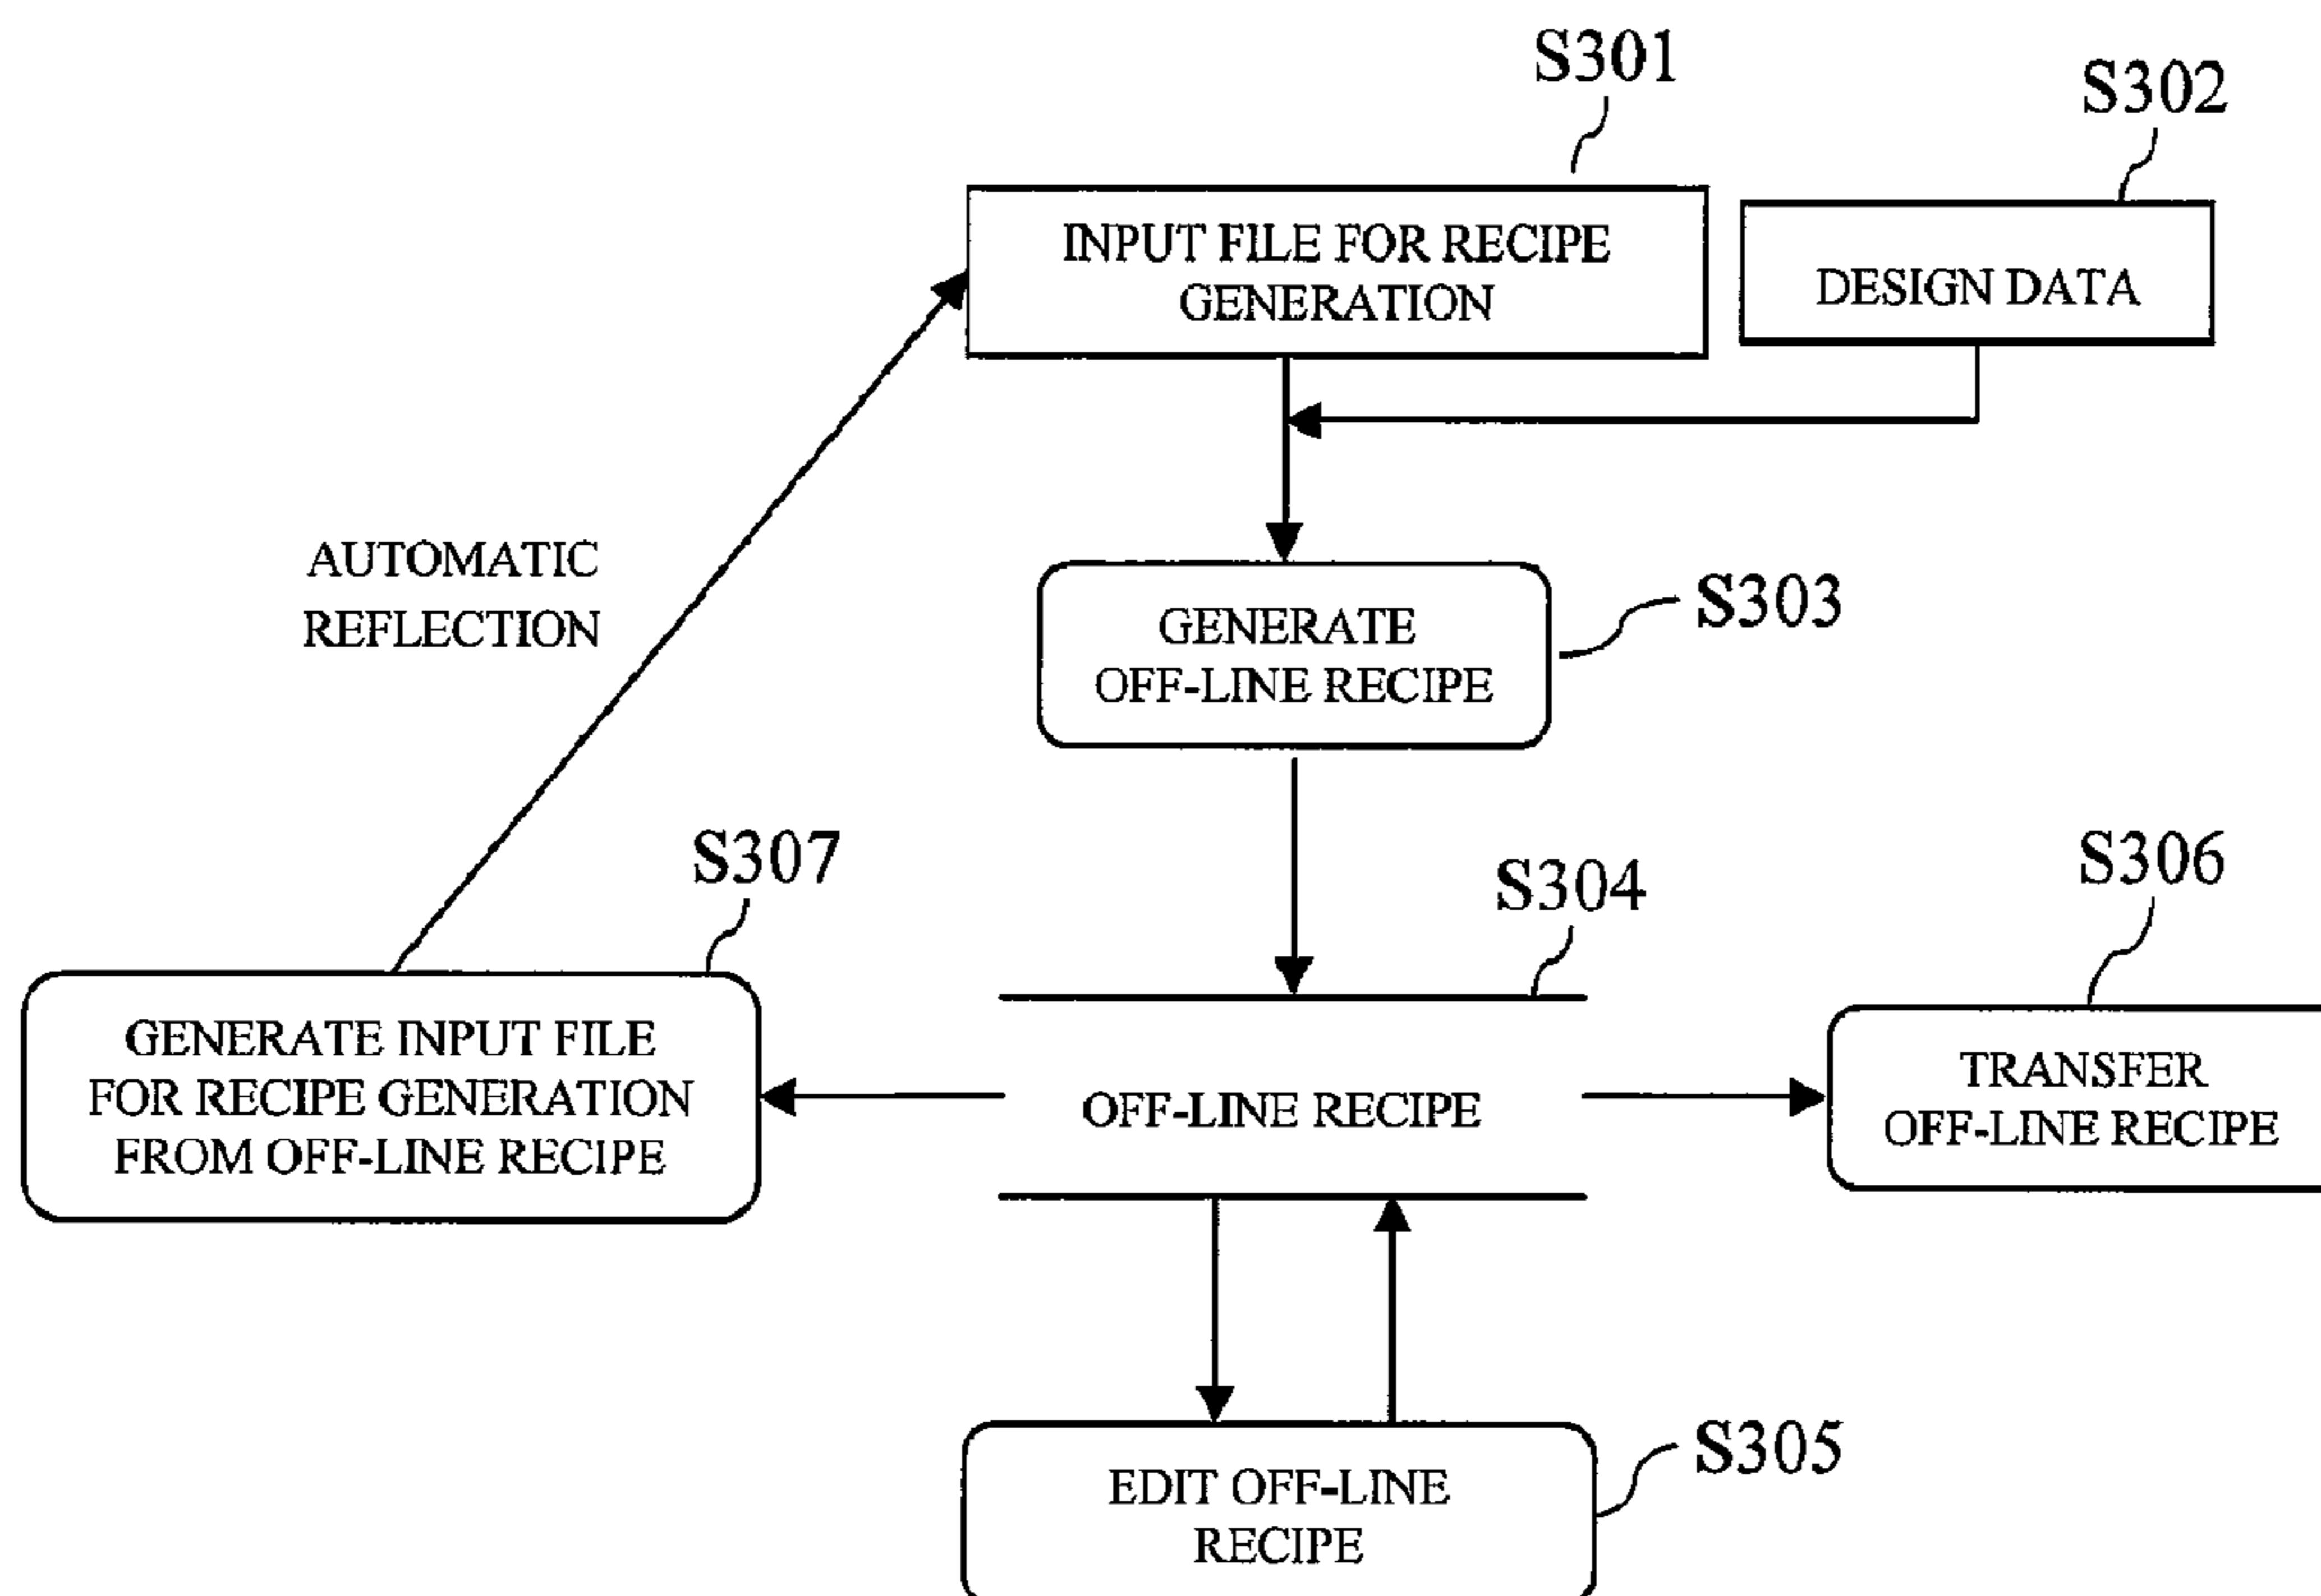 S301
S302
INPUT FILE FOR RECIPE
GENERATION
DESIGN DATA
AUTOMATIC
REFLECTION
GENERATE
OFF-LINE RECIPE
S303
S307
S304
S306
GENERATE INPUT FILE
FOR RECIPE GENERATION
FROM OFF-LINE RECIPE
OFF-LINE RECIPE
TRANSFER
OFF-LINE RECIPE
EDIT OFF-LINE
RECIPE
S305